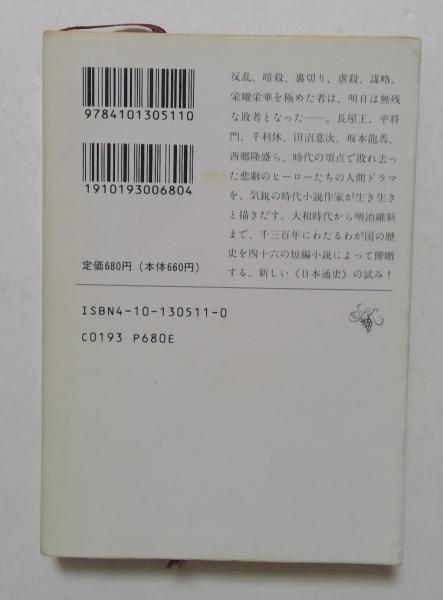 反乱、暗殺、裏切り、虐殺、謀略。
栄耀栄華を極めた者は、明日は無残
な敗者となった――。長屋王、平将
門、千利休、田沼意次、坂本龍馬、
西郷隆盛ら、時代の頂点で敗れ去っ
た悲劇のヒーローたちの人間ドラマ
を、気鋭の時代小説作家が生き生き
と描きだす。大和時代から明治維新
まで、千三百年にわたるわが国の歴
史を四十六の短編小説によって俯瞰
する、新しい《日本通史》の試み！
9784101305110
1910193006804
定価680円（本体660円）
ISBN4-10-130511-0
C0193 P680E